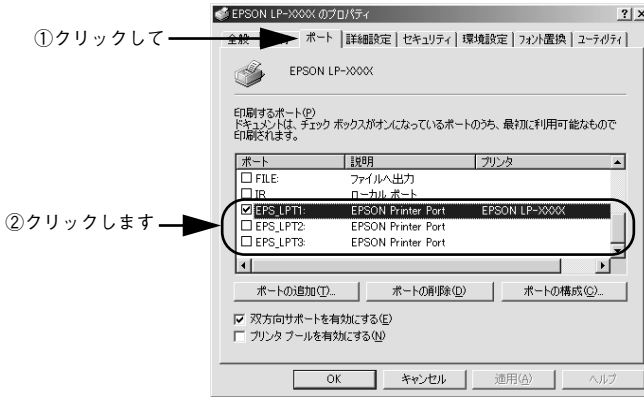 EPSON LP-XXXX のプロパティ
①クリックして
全般 ポート 詳細設定 セキュリティ 環境設定 フォント置換 ユーティリティ
EPSON LP-XXXX
印刷するポート(P)
ドキュメントは、チェック ボックスがオンになっているポートのうち、最初に利用可能なもので
印刷されます。
ポート 説明 プリンタ
FILE: ファイルへ出力
IR ローカル ポート
EPS_LPT1: EPSON Printer Port EPSON LP-XXXX
②クリックします
EPS_LPT2: EPSON Printer Port
EPS_LPT3: EPSON Printer Port
ポートの追加(T)... ポートの削除(D) ポートの構成(C)...
双方向サポートを有効にする(E)
プリンタ プールを有効にする(N)
OK キャンセル 適用(A) ヘルプ